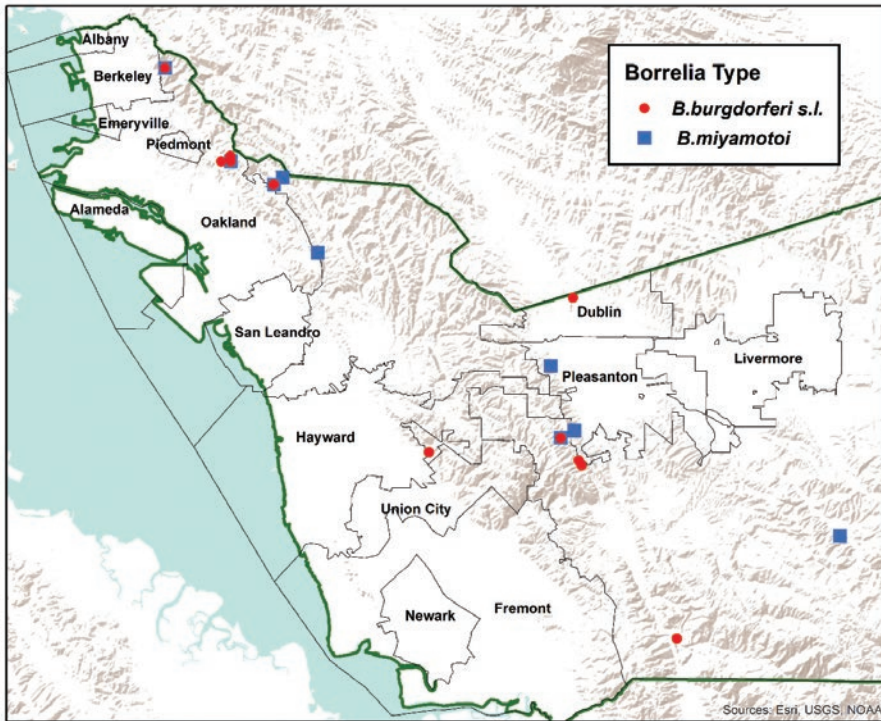 Albany
Berkeley
Emeryville
Piedmont
Alameda
Oakland
San Leandro
Hayward
Union City
Newark
Fremont
Dublin
Pleasanton
Livermore
Borrelia Type
B.burgdorferi s.l.
B.miyamotoi
Sources: Esri, USGS, NOAA